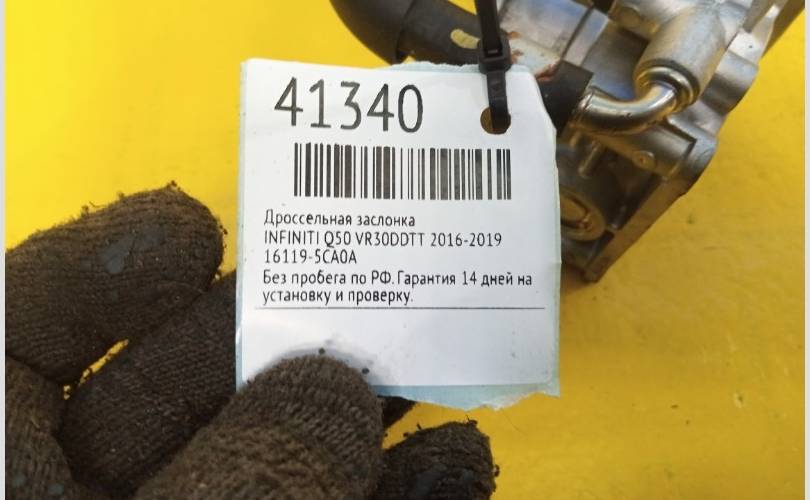 41340
Дроссельная заслонка
INFINITI Q50 VR30DDTT 2016-2019
16119-5CA0A
Без пробега по РФ. Гарантия 14 дней на
установку и проверку.